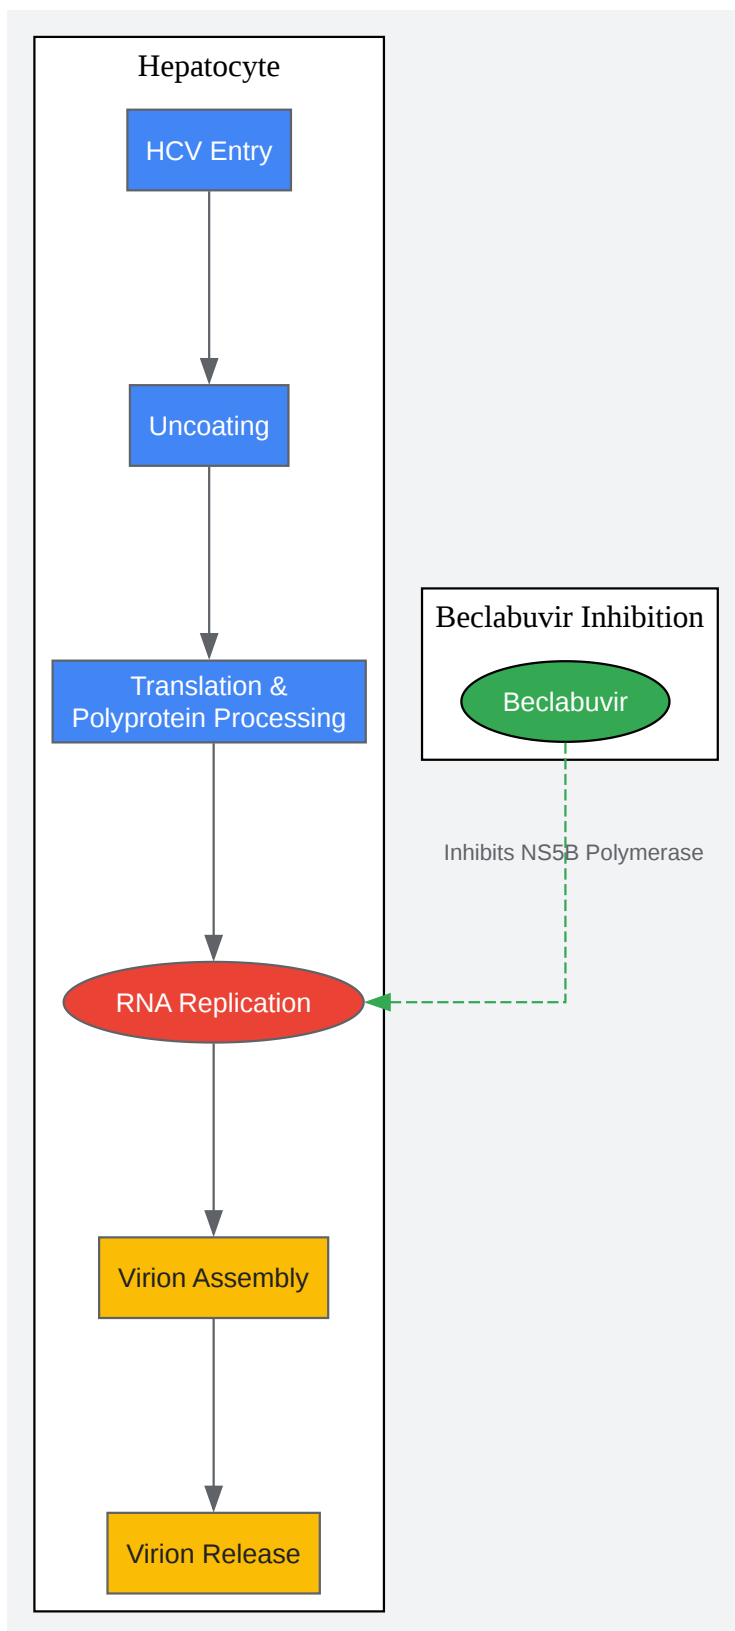 Hepatocyte
HCV Entry
Uncoating
Beclabuvir Inhibition
Translation &
Polyprotein Processing
Beclabuvir
Inhibits NS5B Polymerase
RNA Replication
Virion Assembly
Virion Release